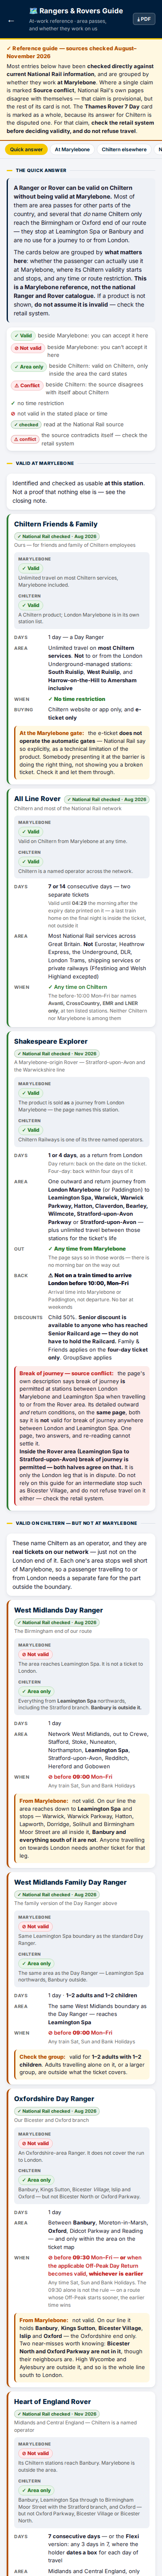 ←
🗺️ Rangers & Rovers Guide
At-work reference · area passes,
and whether they work on us
⤓ PDF
✓ Reference guide — sources checked August–
November 2026
Most entries below have been checked directly against
current National Rail information, and are grouped by
whether they work at Marylebone. Where a single claim
is marked Source conflict, National Rail's own pages
disagree with themselves — that claim is provisional, but
the rest of its card is not. The Thames Rover 7 Day card
is marked as a whole, because its answer for Chiltern is
the disputed one. For that claim, check the retail system
before deciding validity, and do not refuse travel.
Quick answer
At Marylebone
Chiltern elsewhere
THE QUICK ANSWER
A Ranger or Rover can be valid on Chiltern
without being valid at Marylebone. Most of
them are area passes for other parts of the
country, and several that do name Chiltern only
reach the Birmingham or Oxford end of our map
— they stop at Leamington Spa or Banbury and
are no use for a journey to or from London.
The cards below are grouped by what matters
here: whether the passenger can actually use it
at Marylebone, where its Chiltern validity starts
and stops, and any time or route restriction. This
is a Marylebone reference, not the national
Ranger and Rover catalogue. If a product is not
shown, do not assume it is invalid — check the
retail system.
✓ Valid beside Marylebone: you can accept it here
⊘ Not valid beside Marylebone: you can't accept it
here
✓ Area only beside Chiltern: valid on Chiltern, only
inside the area the card states
⚠ Conflict beside Chiltern: the source disagrees
with itself about Chiltern
✓ no time restriction
⊘ not valid in the stated place or time
✓ checked read at the National Rail source
⚠ conflict the source contradicts itself — check the
retail system
VALID AT MARYLEBONE
Identified and checked as usable at this station.
Not a proof that nothing else is — see the
closing note.
Chiltern Friends & Family
✓ National Rail checked · Aug 2026
Ours — for friends and family of Chiltern employees
MARYLEBONE
✓ Valid
Unlimited travel on most Chiltern services,
Marylebone included.
CHILTERN
✓ Valid
A Chiltern product; London Marylebone is in its own
station list.
DAYS 1 day — a Day Ranger
AREA Unlimited travel on most Chiltern
services. Not to or from the London
Underground-managed stations:
South Ruislip, West Ruislip, and
Harrow-on-the-Hill to Amersham
inclusive
WHEN ✓ No time restriction
BUYING Chiltern website or app only, and e-
ticket only
At the Marylebone gate: the e-ticket does not
operate the automatic gates — National Rail say
so explicitly, as a technical limitation of the
product. Somebody presenting it at the barrier is
doing the right thing, not showing you a broken
ticket. Check it and let them through.
All Line Rover ✓ National Rail checked · Aug 2026
Chiltern and most of the National Rail network
MARYLEBONE
✓ Valid
Valid on Chiltern from Marylebone at any time.
CHILTERN
✓ Valid
Chiltern is a named operator across the network.
DAYS 7 or 14 consecutive days — two
separate tickets
Valid until 04:29 the morning after the
expiry date printed on it — a last train
home on the final night is inside the ticket,
not outside it
AREA Most National Rail services across
Great Britain. Not Eurostar, Heathrow
Express, the Underground, DLR,
London Trams, shipping services or
private railways (Ffestiniog and Welsh
Highland excepted)
WHEN ✓ Any time on Chiltern
The before-10:00 Mon–Fri bar names
Avanti, CrossCountry, EMR and LNER
only, at ten listed stations. Neither Chiltern
nor Marylebone is among them
Shakespeare Explorer
✓ National Rail checked · Nov 2026
A Marylebone-origin Rover — Stratford-upon-Avon and
the Warwickshire line
MARYLEBONE
✓ Valid
The product is sold as a journey from London
Marylebone — the page names this station.
CHILTERN
✓ Valid
Chiltern Railways is one of its three named operators.
DAYS 1 or 4 days, as a return from London
Day return: back on the date of the ticket.
Four-day: back within four days of it
AREA One outward and return journey from
London Marylebone (or Paddington) to
Leamington Spa, Warwick, Warwick
Parkway, Hatton, Claverdon, Bearley,
Wilmcote, Stratford-upon-Avon
Parkway or Stratford-upon-Avon —
plus unlimited travel between those
stations for the ticket's life
OUT ✓ Any time from Marylebone
The page says so in those words — there is
no morning bar on the way out
BACK ⚠ Not on a train timed to arrive
London before 10:00, Mon–Fri
Arrival time into Marylebone or
Paddington, not departure. No bar at
weekends
DISCOUNTS Child 50%. Senior discount is
available to anyone who has reached
Senior Railcard age — they do not
have to hold the Railcard. Family &
Friends applies on the four-day ticket
only. GroupSave applies
Break of journey — source conflict: the page's
own description says break of journey is
permitted at stations between London
Marylebone and Leamington Spa when travelling
to or from the Rover area. Its detailed outward
and return conditions, on the same page, both
say it is not valid for break of journey anywhere
between London and Leamington Spa. One
page, two answers, and re-reading cannot
settle it.
Inside the Rover area (Leamington Spa to
Stratford-upon-Avon) break of journey is
permitted — both halves agree on that. It is
only the London leg that is in dispute. Do not
rely on this guide for an intermediate stop such
as Bicester Village, and do not refuse travel on
it either — check the retail system.
VALID ON CHILTERN — BUT NOT AT MARYLEBONE
These name Chiltern as an operator, and they are
real tickets on our network — just not on the
London end of it. Each one's area stops well short
of Marylebone, so a passenger travelling to or
from London needs a separate fare for the part
outside the boundary.
West Midlands Day Ranger
✓ National Rail checked · Aug 2026
The Birmingham end of our route
MARYLEBONE
⊘ Not valid
The area reaches Leamington Spa. It is not a ticket to
London.
CHILTERN
✓ Area only
Everything from Leamington Spa northwards,
including the Stratford branch. Banbury is outside it.
DAYS 1 day
AREA Network West Midlands, out to Crewe,
Stafford, Stoke, Nuneaton,
Northampton, Leamington Spa,
Stratford-upon-Avon, Redditch,
Hereford and Gobowen
WHEN ⊘ before 09:00 Mon–Fri
Any train Sat, Sun and Bank Holidays
From Marylebone: not valid. On our line the
area reaches down to Leamington Spa and
stops — Warwick, Warwick Parkway, Hatton,
Lapworth, Dorridge, Solihull and Birmingham
Moor Street are all inside it. Banbury and
everything south of it are not. Anyone travelling
on towards London needs another ticket for that
leg.
West Midlands Family Day Ranger
✓ National Rail checked · Aug 2026
The family version of the Day Ranger above
MARYLEBONE
⊘ Not valid
Same Leamington Spa boundary as the standard Day
Ranger.
CHILTERN
✓ Area only
The same area as the Day Ranger — Leamington Spa
northwards, Banbury outside.
DAYS 1 day · 1–2 adults and 1–2 children
AREA The same West Midlands boundary as
the Day Ranger — reaches
Leamington Spa
WHEN ⊘ before 09:00 Mon–Fri
Any train Sat, Sun and Bank Holidays
Check the group: valid for 1–2 adults with 1–2
children. Adults travelling alone on it, or a larger
group, are outside what the ticket covers.
Oxfordshire Day Ranger
✓ National Rail checked · Aug 2026
Our Bicester and Oxford branch
MARYLEBONE
⊘ Not valid
An Oxfordshire-area Ranger. It does not cover the run
to London.
CHILTERN
✓ Area only
Banbury, Kings Sutton, Bicester Village, Islip and
Oxford — but not Bicester North or Oxford Parkway.
DAYS 1 day
AREA Between Banbury, Moreton-in-Marsh,
Oxford, Didcot Parkway and Reading
— and only within the area on the
ticket map
WHEN ⊘ before 09:30 Mon–Fri — or when
the applicable Off-Peak Day Return
becomes valid, whichever is earlier
Any time Sat, Sun and Bank Holidays. The
09:30 alone is not the rule — on a route
whose Off-Peak starts sooner, the earlier
time wins
From Marylebone: not valid. On our line it
holds Banbury, Kings Sutton, Bicester Village,
Islip and Oxford — the Oxfordshire end only.
Two near-misses worth knowing: Bicester
North and Oxford Parkway are not in it, though
their neighbours are. High Wycombe and
Aylesbury are outside it, and so is the whole line
south to London.
Heart of England Rover
✓ National Rail checked · Nov 2026
Midlands and Central England — Chiltern is a named
operator
MARYLEBONE
⊘ Not valid
Its Chiltern stations reach Banbury. Marylebone is
outside the area.
CHILTERN
✓ Area only
Banbury, Leamington Spa through to Birmingham
Moor Street with the Stratford branch, and Oxford —
but not Oxford Parkway, Bicester Village or Bicester
North.
DAYS 7 consecutive days — or the Flexi
version: any 3 days in 7, where the
holder dates a box for each day of
travel
AREA Midlands and Central England, only